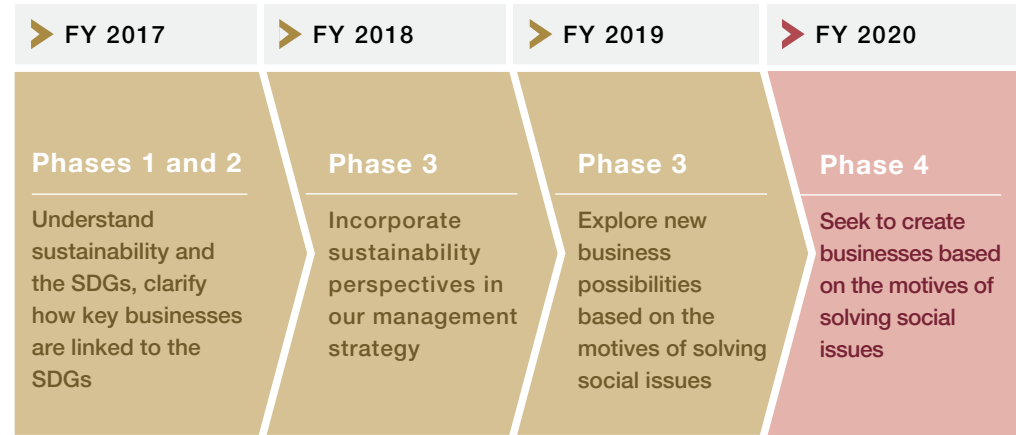 FY 2017
FY 2018
FY 2019
FY 2020
Phases 1 and 2
Understand
sustainability and
the SDGs, clarify
how key businesses
are linked to the
SDGs
Phase 3
Incorporate
sustainability
perspectives in
our management
strategy
Phase 3
Explore new
business
possibilities
based on the
motives of solving
social issues
Phase 4
Seek to create
businesses based
on the motives of
solving social
issues